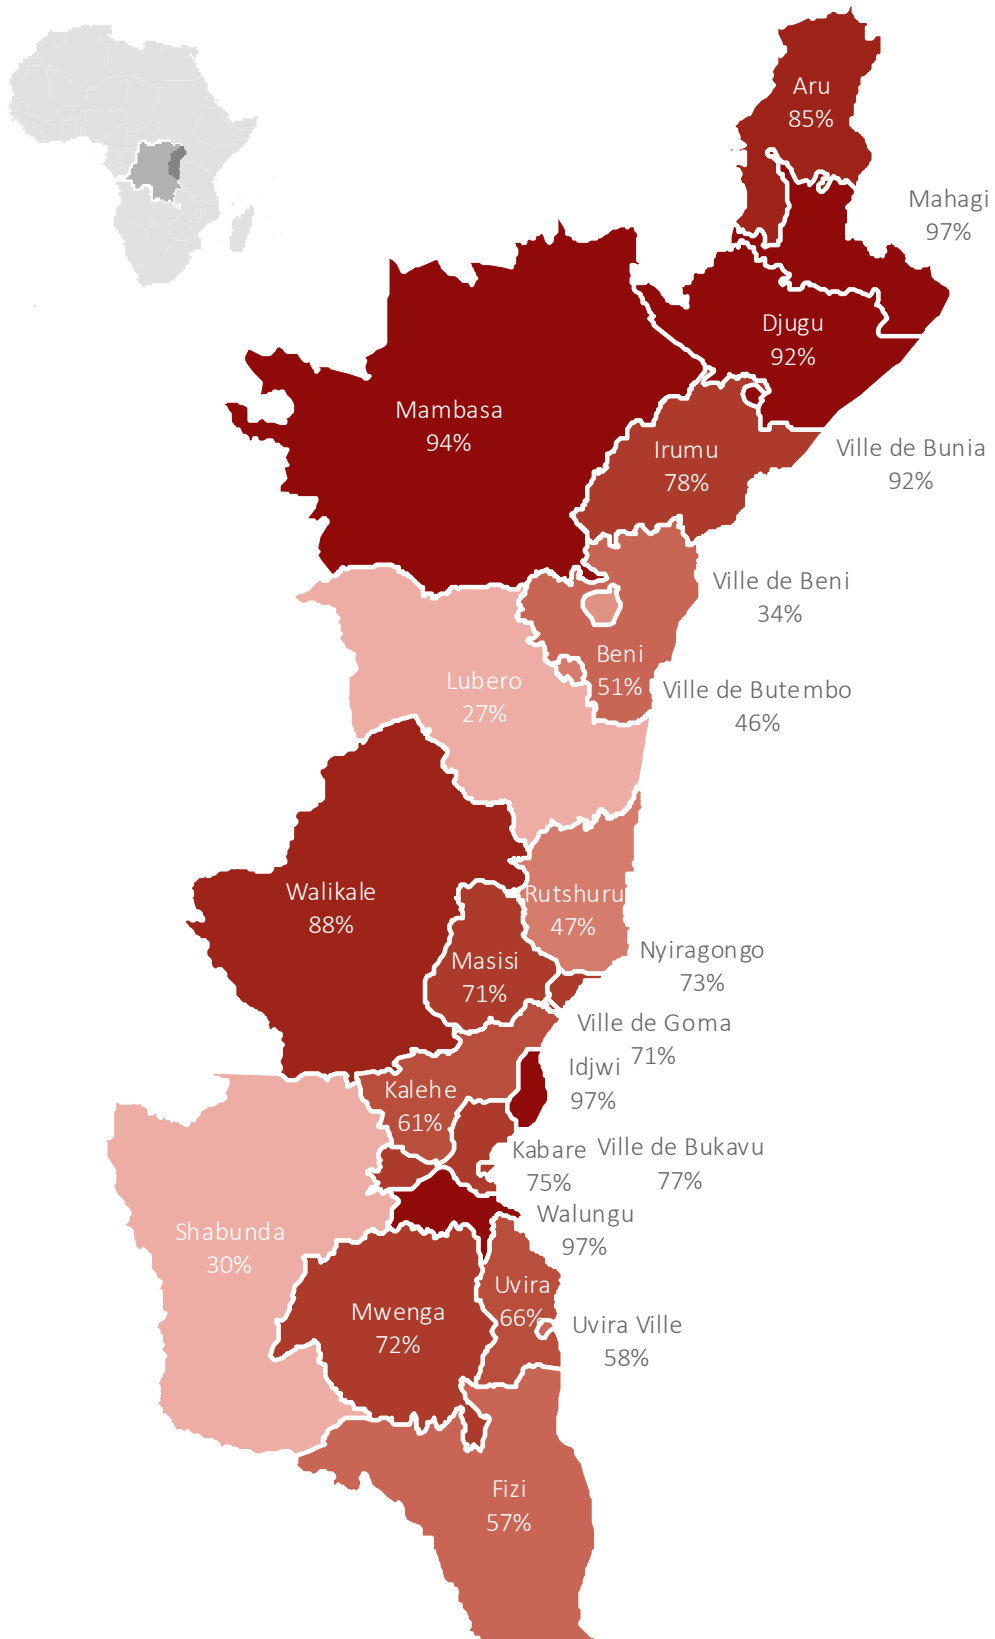 Aru
85%
Mahagi
97%
Djugu
92%
Mambasa
94%
Irumu
78%
Ville de Bunia
92%
Ville de Beni
34%
Beni
51%
Ville de Butembo
46%
Lubero
27%
Walikale
88%
Rutshuru
47%
Masisi
71%
Nyiragongo
73%
Ville de Goma
71%
Idjwi
97%
Kalehe
61%
Kabare
75%
Ville de Bukavu
77%
Walungu
97%
Shabunda
30%
Uvira
66%
Mwenga
72%
Uvira Ville
58%
Fizi
57%